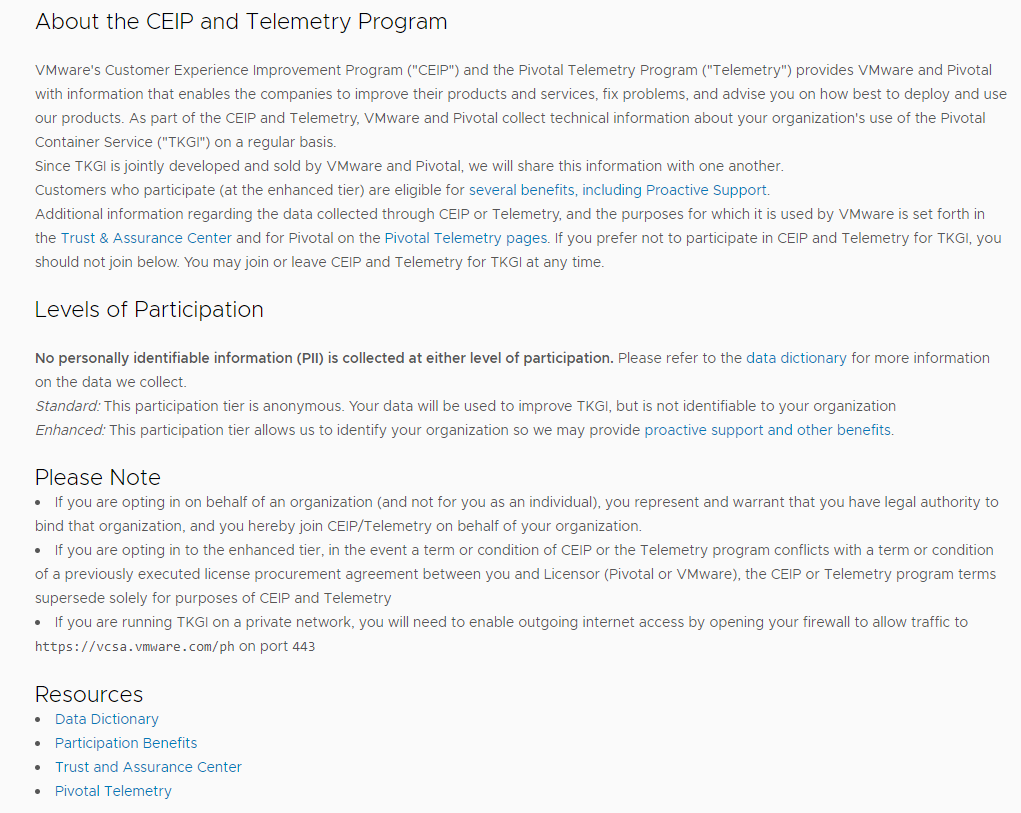 About the CEIP and Telemetry Program
VMware's Customer Experience Improvement Program ("CEIP") and the Pivotal Telemetry Program ("Telemetry") provides VMware and Pivotal
with information that enables the companies to improve their products and services, fix problems, and advise you on how best to deploy and use
our products. As part of the CEIP and Telemetry, VMware and Pivotal collect technical information about your organization's use of the Pivotal
Container Service ("TKGI") on a regular basis.
Since TKGI is jointly developed and sold by VMware and Pivotal, we will share this information with one another.
Customers who participate (at the enhanced tier) are eligible for several benefits, including Proactive Support.
Additional information regarding the data collected through CEIP or Telemetry, and the purposes for which it is used by VMware is set forth in
the Trust & Assurance Center and for Pivotal on the Pivotal Telemetry pages. If you prefer not to participate in CEIP and Telemetry for TKGI, you
should not join below. You may join or leave CEIP and Telemetry for TKGI at any time.
Levels of Participation
No personally identifiable information (PII) is collected at either level of participation. Please refer to the data dictionary for more information
on the data we collect.
Standard: This participation tier is anonymous. Your data will be used to improve TKGI, but is not identifiable to your organization
Enhanced: This participation tier allows us to identify your organization so we may provide proactive support and other benefits.
Please Note
• If you are opting in on behalf of an organization (and not for you as an individual), you represent and warrant that you have legal authority to
bind that organization, and you hereby join CEIP/Telemetry on behalf of your organization.
• If you are opting in to the enhanced tier, in the event a term or condition of CEIP or the Telemetry program conflicts with a term or condition
of a previously executed license procurement agreement between you and Licensor (Pivotal or VMware), the CEIP or Telemetry program terms
supersede solely for purposes of CEIP and Telemetry
• If you are running TKGI on a private network, you will need to enable outgoing internet access by opening your firewall to allow traffic to
https://vcsa.vmware.com/ph on port 443
Resources
• Data Dictionary
• Participation Benefits
• Trust and Assurance Center
• Pivotal Telemetry